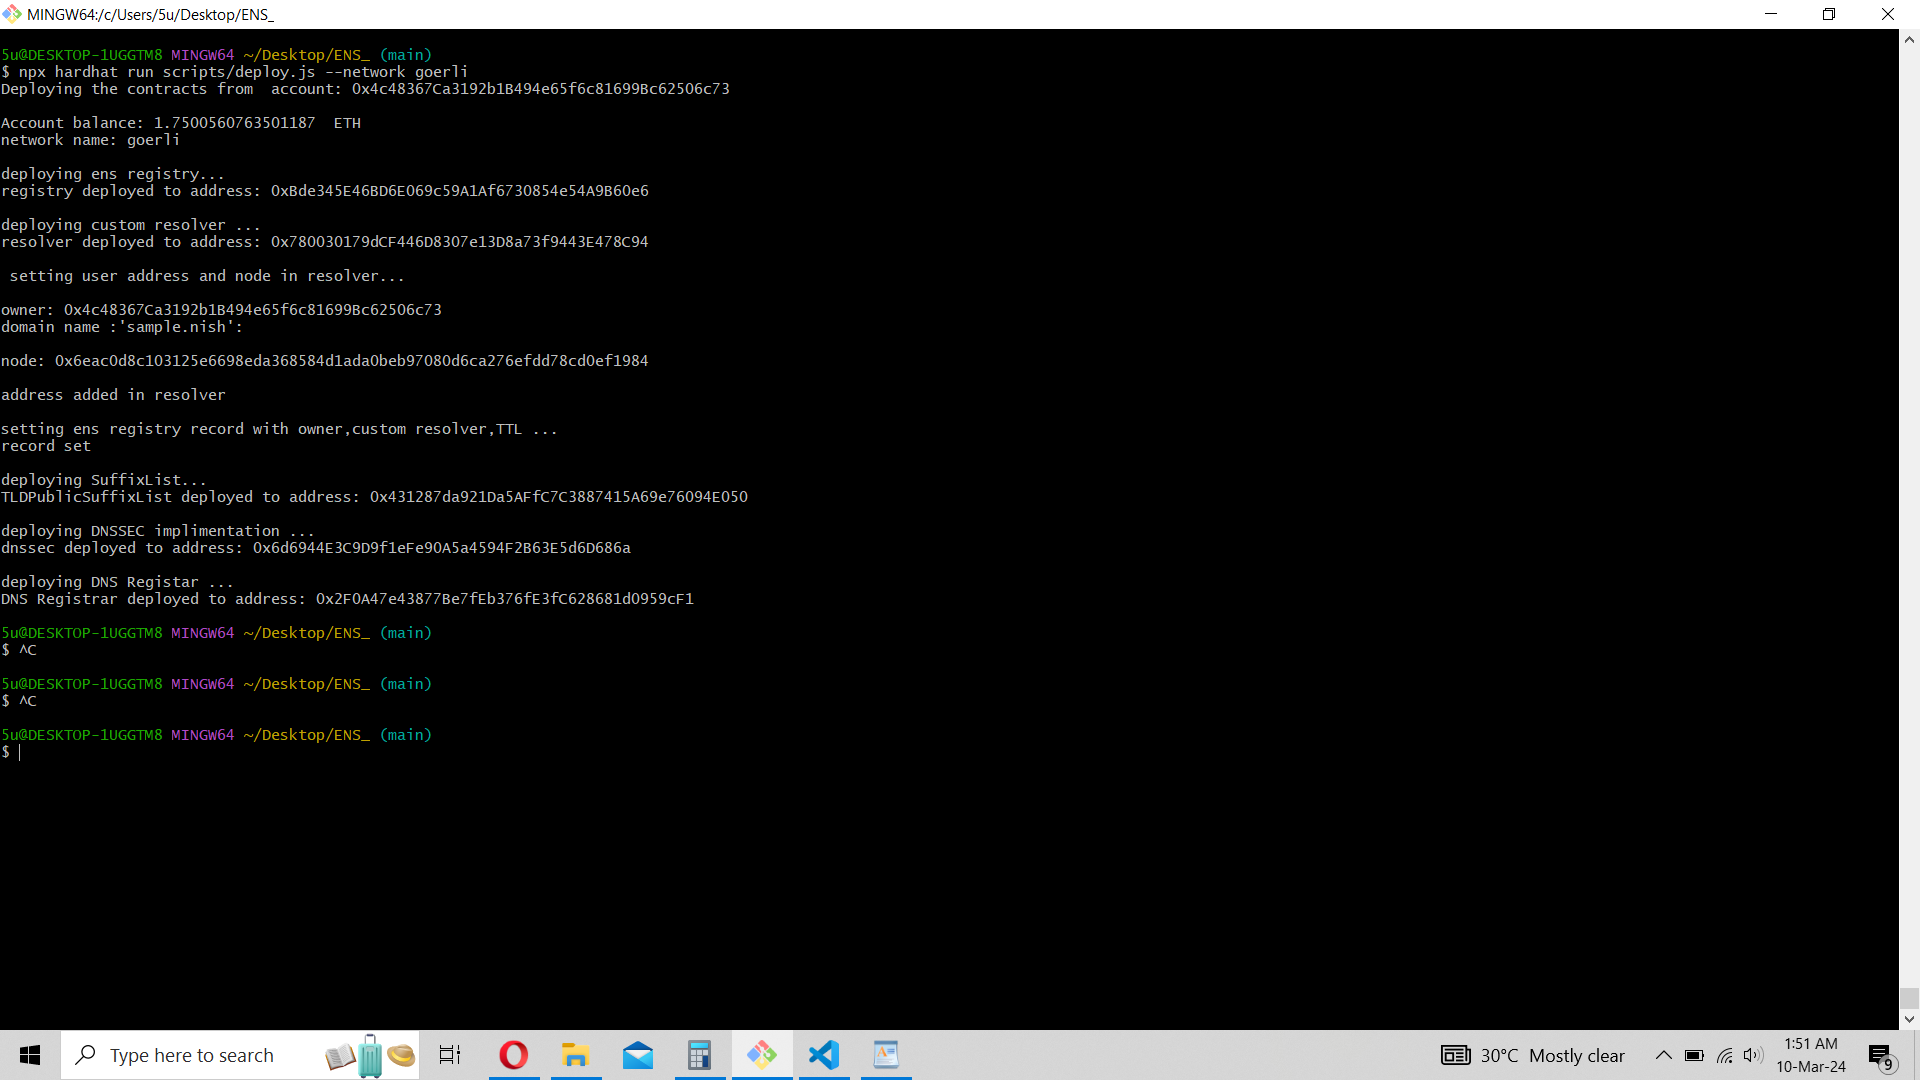 MINGW64:/c/Users/5u/Desktop/ENS_
5u@DESKTOP-1UGGTM8 MINGW64 ~/Desktop/ENS_ (main)
$ npx hardhat run scripts/deploy.js --network goerli
Deploying the contracts from  account: 0x4c48367Ca3192b1B494e65f6c81699Bc62506c73
Account balance: 1.7500560763501187  ETH
network name: goerli
deploying ens registry...
registry deployed to address: 0xBde345E46BD6E069c59A1Af6730854e54A9B60e6
deploying custom resolver ...
resolver deployed to address: 0x780030179dCF446D8307e13D8a73f9443E478C94
 setting user address and node in resolver...
owner: 0x4c48367Ca3192b1B494e65f6c81699Bc62506c73
domain name :'sample.nish':
node: 0x6eac0d8c103125e6698eda368584d1ada0beb97080d6ca276efdd78cd0ef1984
address added in resolver
setting ens registry record with owner,custom resolver,TTL ...
record set
deploying SuffixList...
TLDPublicSuffixList deployed to address: 0x431287da921Da5AFfC7C3887415A69e76094E050
deploying DNSSEC implimentation ...
dnssec deployed to address: 0x6d6944E3C9D9f1eFe90A5a4594F2B63E5d6D686a
deploying DNS Registar ...
DNS Registrar deployed to address: 0x2F0A47e43877Be7fEb376fE3fC628681d0959cF1
5u@DESKTOP-1UGGTM8 MINGW64 ~/Desktop/ENS_ (main)
$ ^C
5u@DESKTOP-1UGGTM8 MINGW64 ~/Desktop/ENS_ (main)
$ ^C
5u@DESKTOP-1UGGTM8 MINGW64 ~/Desktop/ENS_ (main)
$
Type here to search
30°C Mostly clear
1:51 AM
10-Mar-24
9